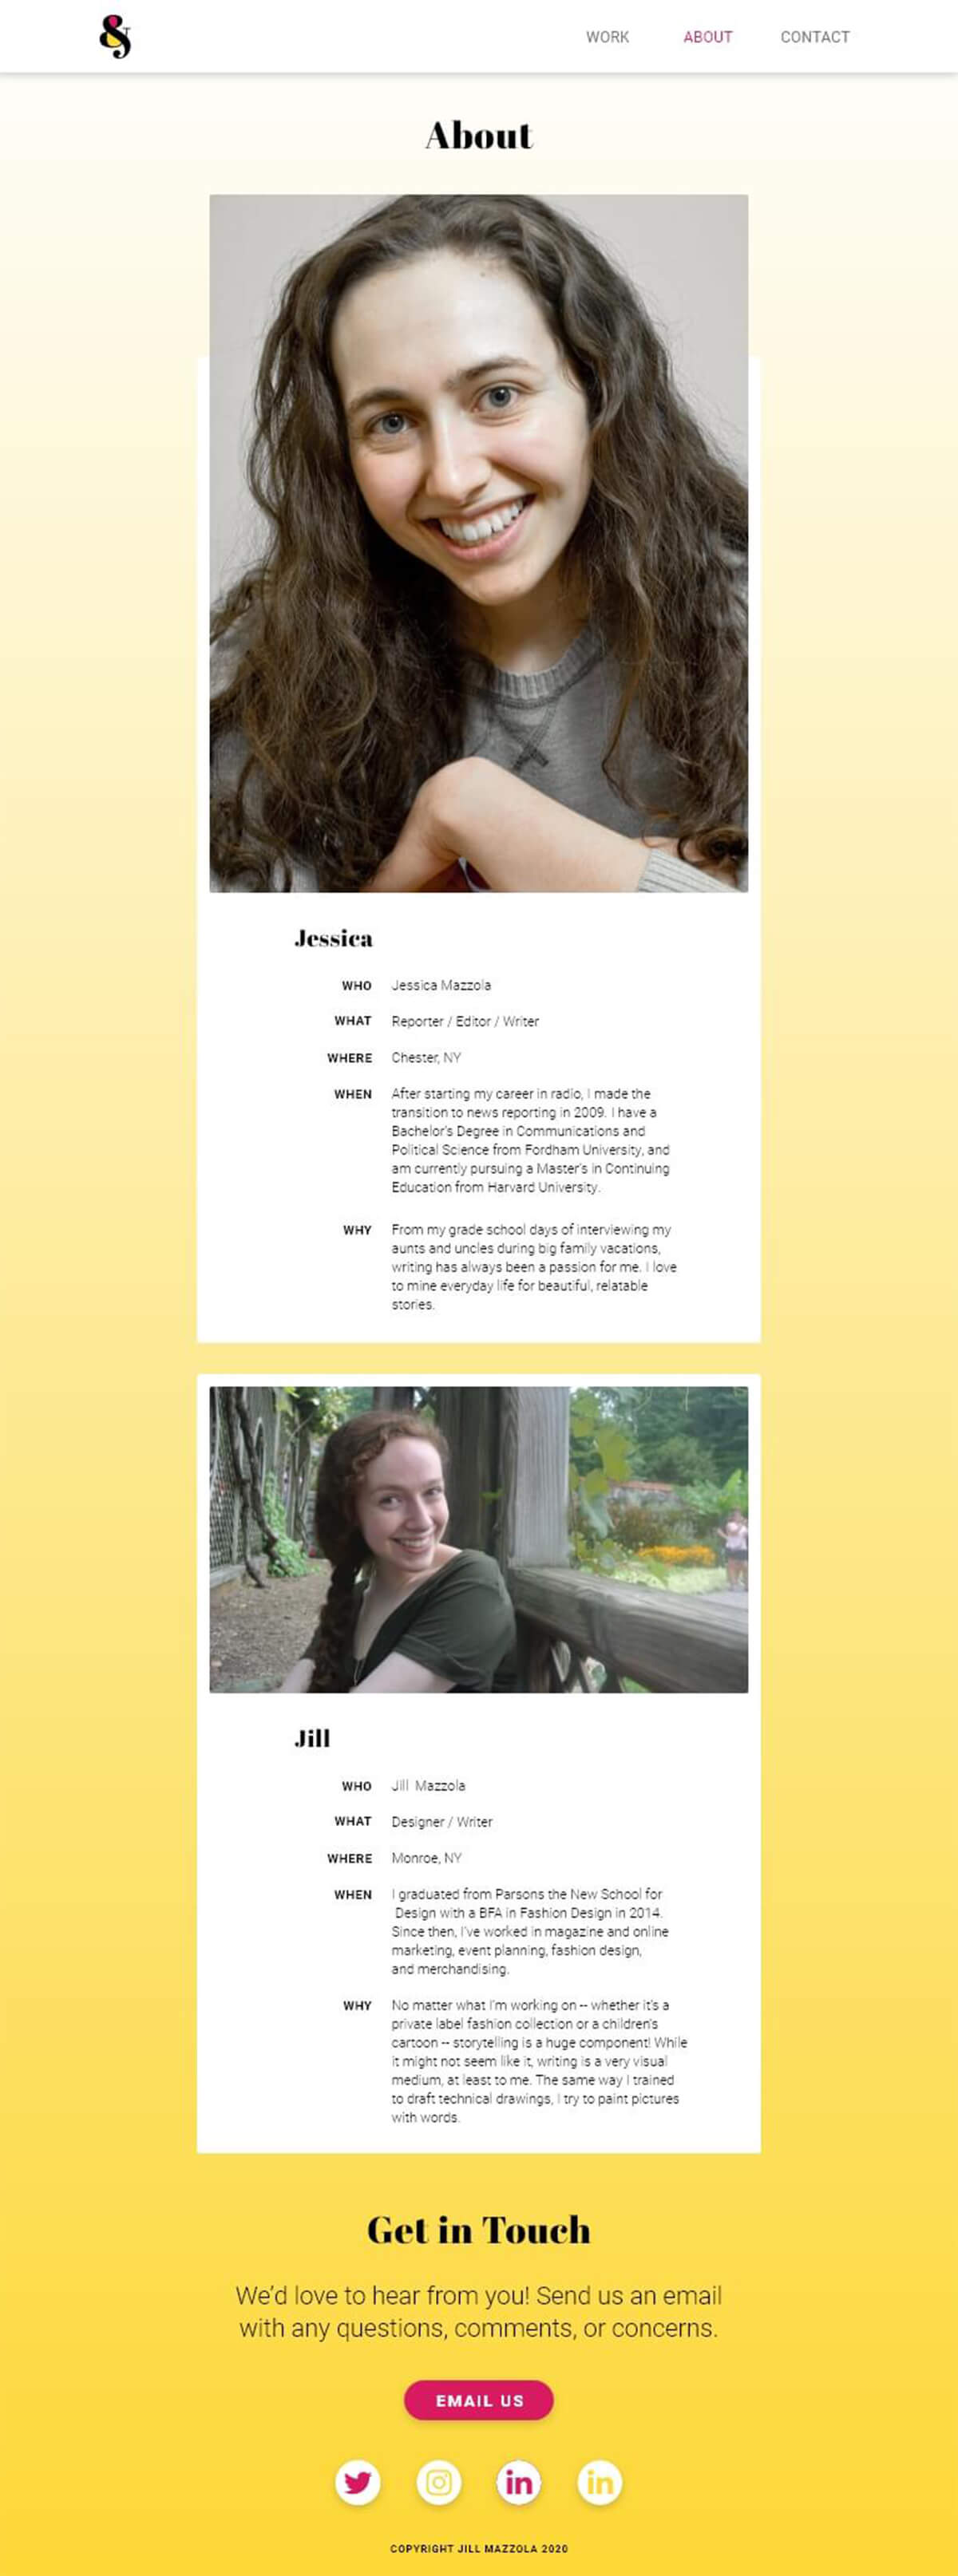 &
WORK ABOUT CONTACT
About
Jessica
WHO Jessica Mazzola
WHAT Reporter / Editor / Writer
WHERE Chester, NY
WHEN After starting my career in radio, I made the
transition to news reporting in 2009. I have a
Bachelor's Degree in Communications and
Political Science from Fordham University, and
am currently pursuing a Master's in Continuing
Education from Harvard University.
WHY From my grade school days of interviewing my
aunts and uncles during big family vacations,
writing has always been a passion for me. I love
to mine everyday life for beautiful, relatable
stories.
Jill
WHO Jill Mazzola
WHAT Designer / Writer
WHERE Monroe, NY
WHEN I graduated from Parsons the New School for
Design with a BFA in Fashion Design in 2014.
Since then, I've worked in magazine and online
marketing, event planning, fashion design,
and merchandising.
WHY No matter what I'm working on -- whether it's a
private label fashion collection or a children's
cartoon -- storytelling is a huge component! While
it might not seem like it, writing is a very visual
medium, at least to me. The same way I trained
to draft technical drawings, I try to paint pictures
with words.
Get in Touch
We'd love to hear from you! Send us an email
with any questions, comments, or concerns.
EMAIL US
in in
COPYRIGHT JILL MAZZOLA 2020